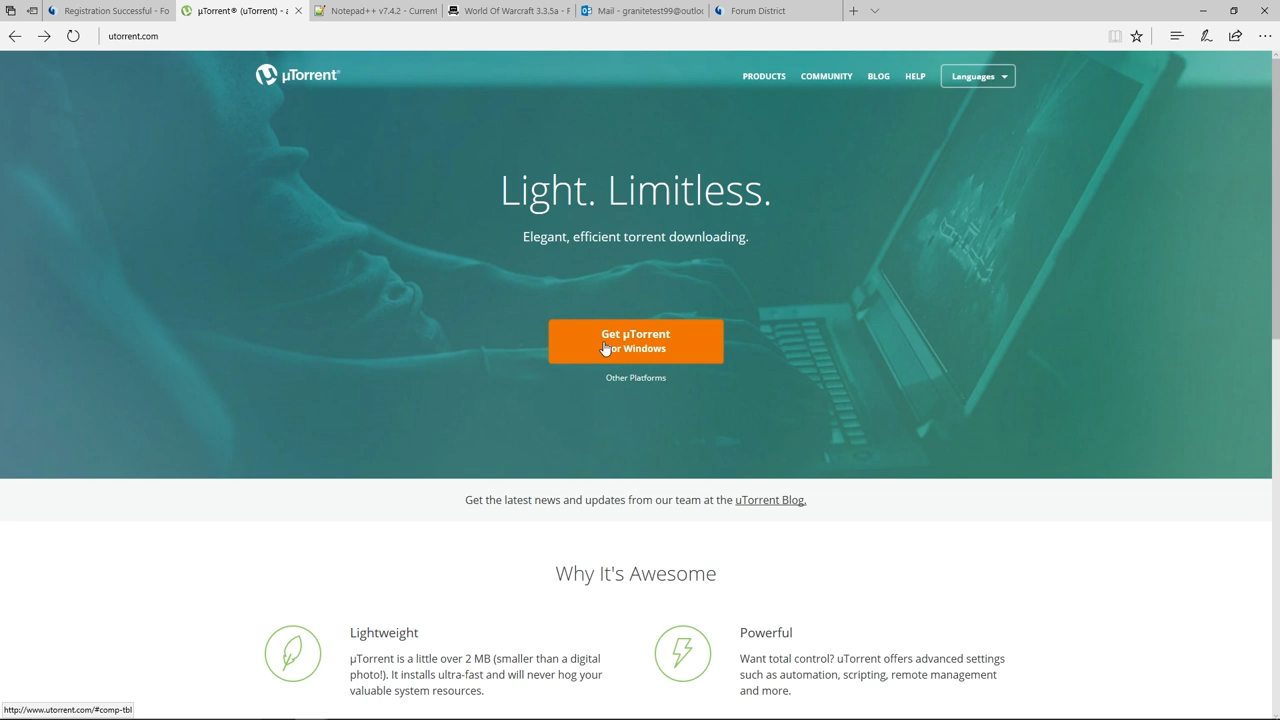 Registration Successful - Fo
µTorrent® (uTorrent) - a
Notepad++ v7.4.2 - Current
World Of Warcraft 3.3.5a - F
Mail - granitetest99@outlo
Forum District
utorrent.com
µTorrent®
PRODUCTS
COMMUNITY
BLOG
HELP
Languages
Light. Limitless.
Elegant, efficient torrent downloading.
Get µTorrent
or Windows
Other Platforms
Get the latest news and updates from our team at the uTorrent Blog.
Why It's Awesome
Lightweight
µTorrent is a little over 2 MB (smaller than a digital
photo!). It installs ultra-fast and will never hog your
valuable system resources.
Powerful
Want total control? uTorrent offers advanced settings
such as automation, scripting, remote management
and more.
http://www.utorrent.com/#comp-tbl